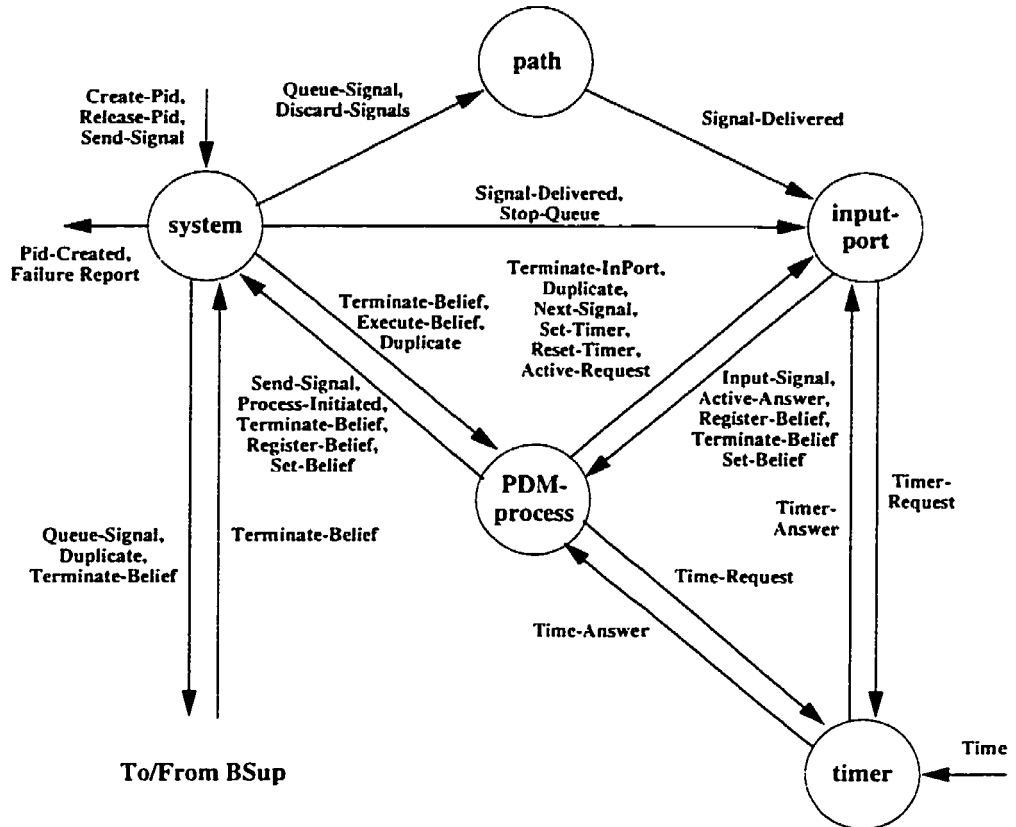 path
Create-Pid,
Release-Pid,
Send-Signal
Queue-Signal,
Discard-Signals
Signal-Delivered
system
Signal-Delivered,
Stop-Queue
input-
port
Pid-Created,
Failure Report
Terminate-Belief,
Execute-Belief,
Duplicate
Terminate-InPort,
Duplicate,
Next-Signal,
Set-Timer,
Reset-Timer,
Active-Request
Send-Signal,
Process-Initiated,
Terminate-Belief,
Register-Belief,
Set-Belief
Input-Signal,
Active-Answer,
Register-Belief,
Terminate-Belief
Set-Belief
PDM-
process
Timer-
Answer
Timer-
Request
Queue-Signal,
Duplicate,
Terminate-Belief
Terminate-Belief
Time-Request
Time-Answer
To/From BSup
timer
Time